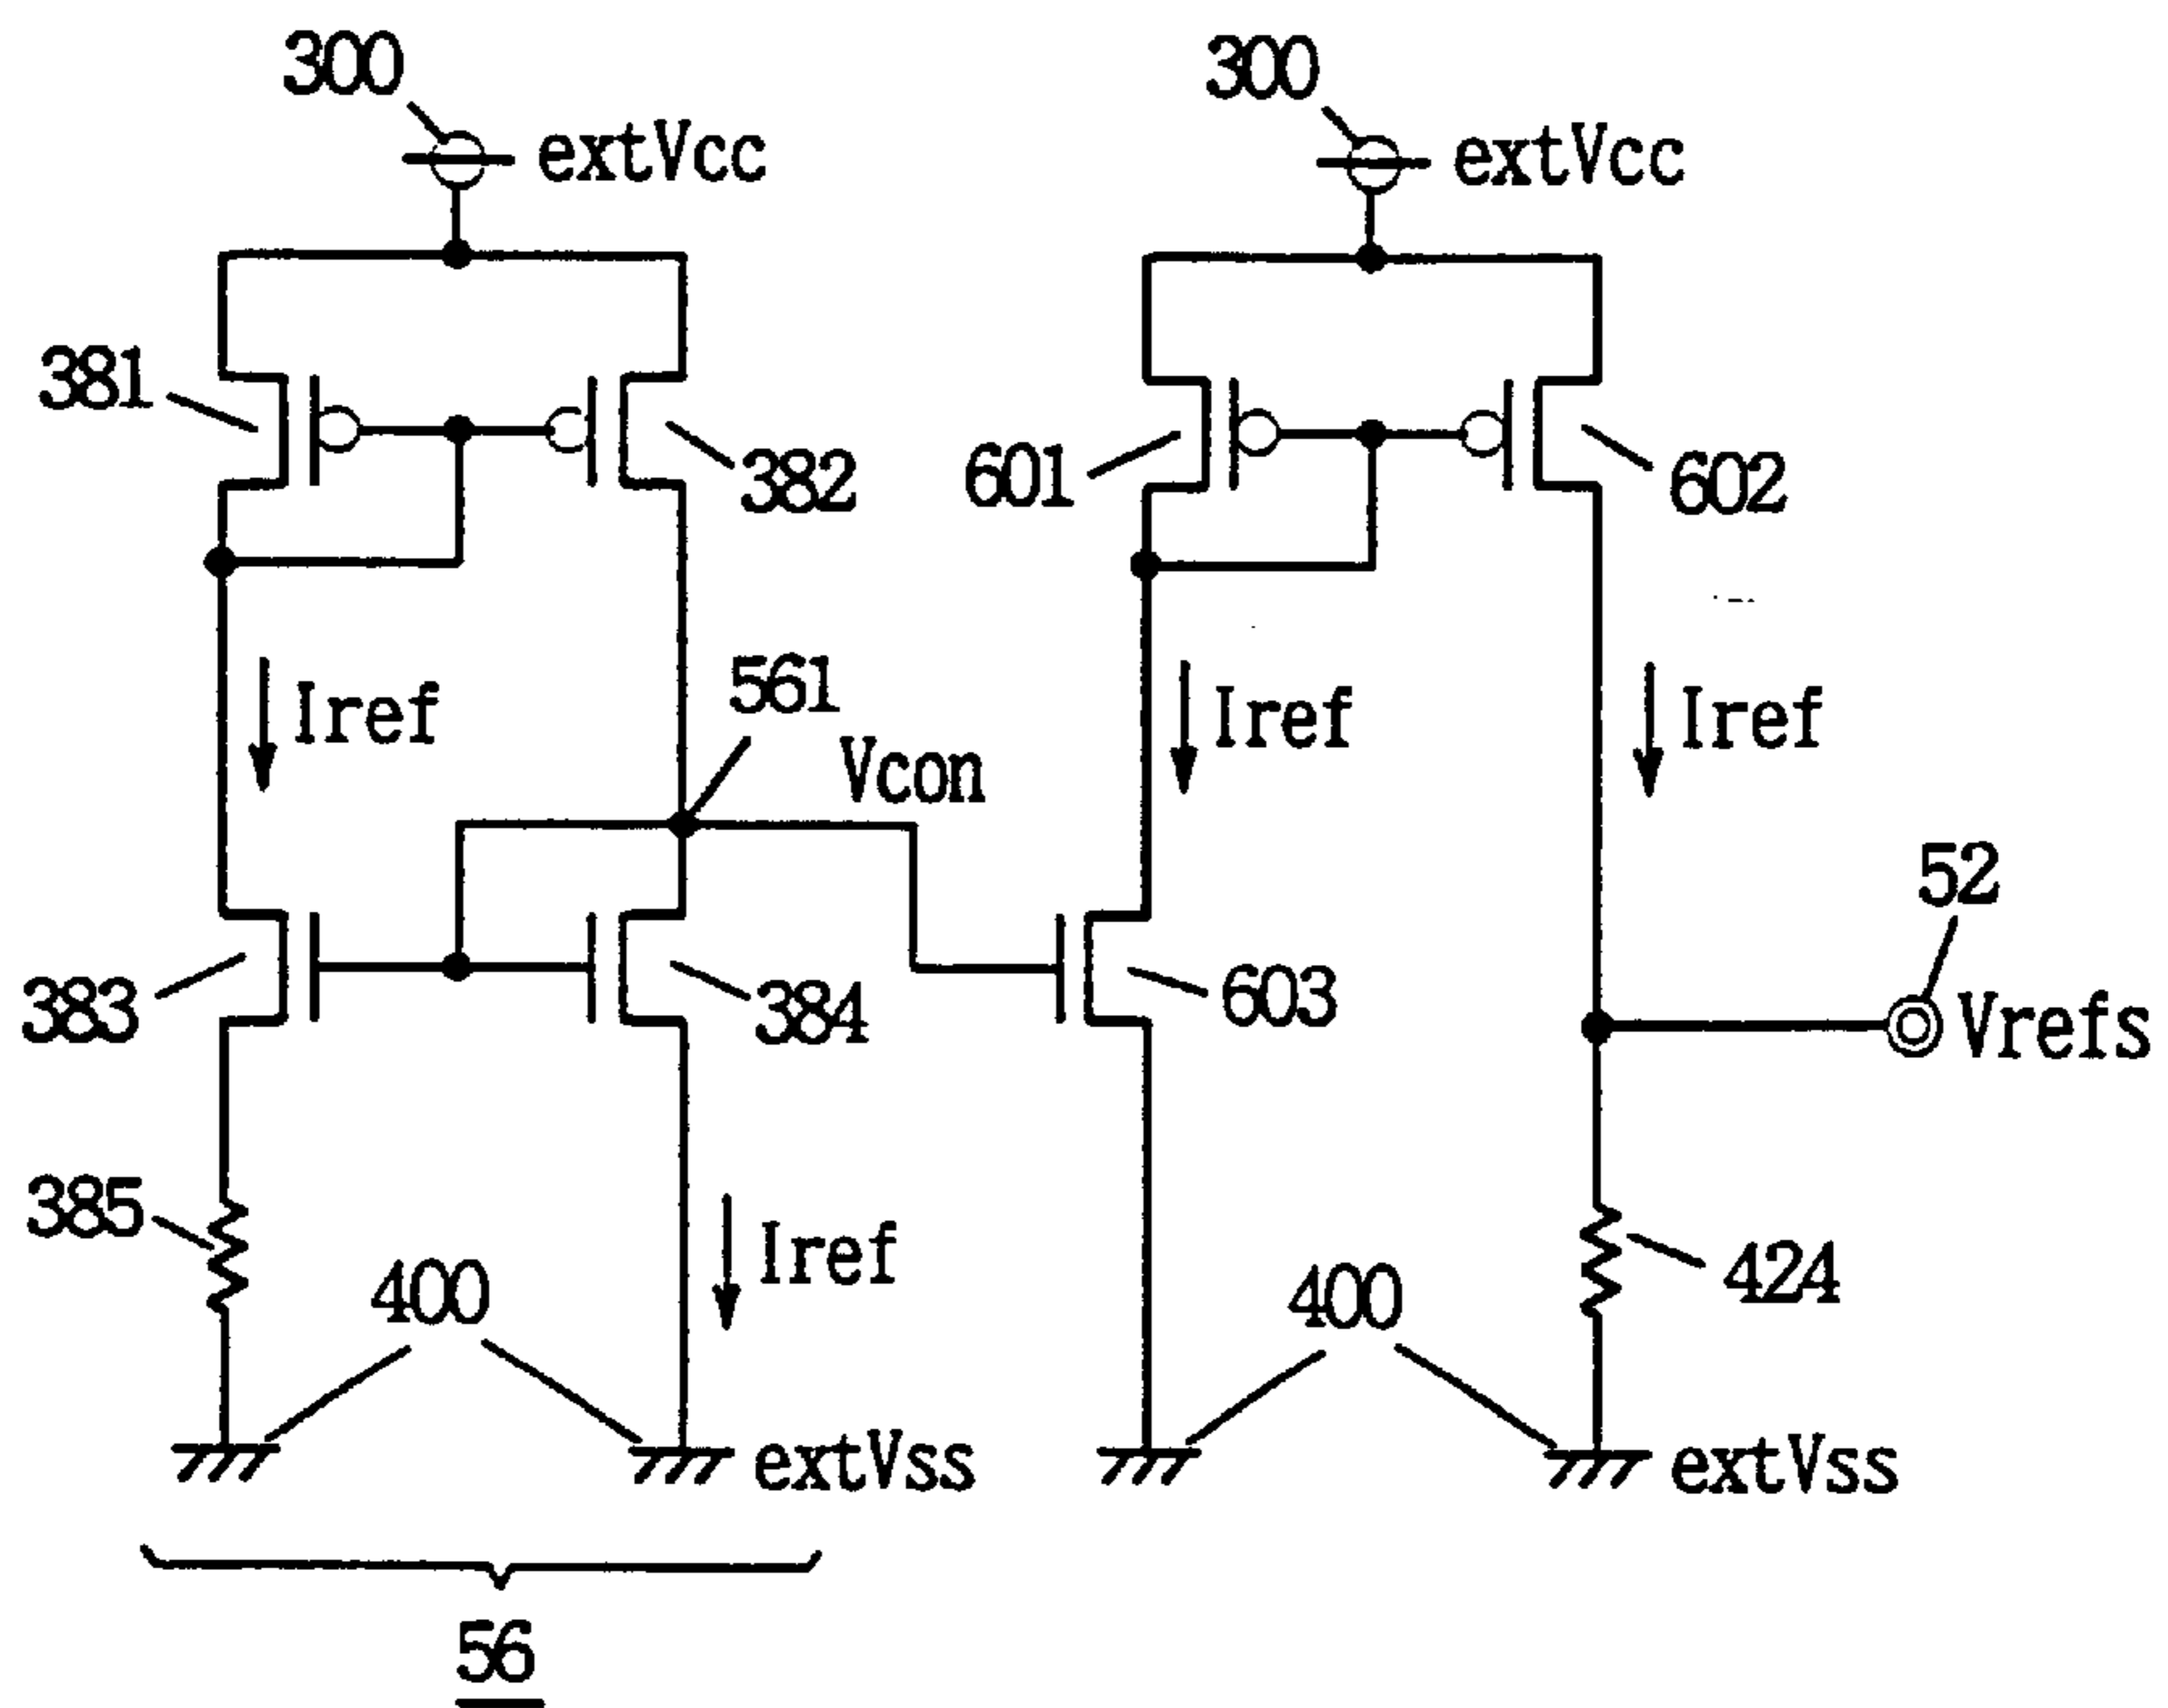 300
300
extVcc
extVcc
381
382
601
602
561
Iref
Vcon
Iref
Iref
52
383
384
603
Vrefs
385
Iref
400
400
424
extVss
extVss
56